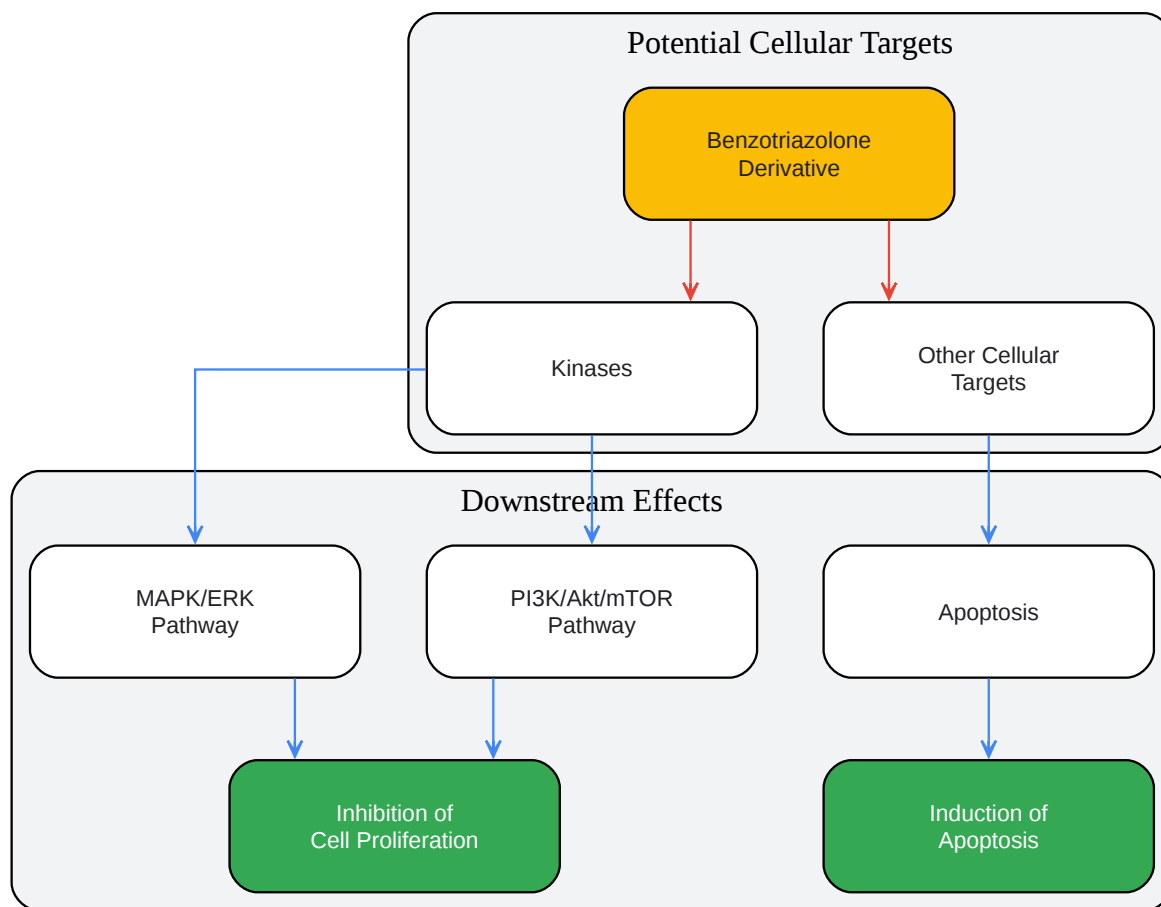 Potential Cellular Targets
Benzotriazolone
Derivative
Kinases
Other Cellular
Targets
Downstream Effects
MAPK/ERK
Pathway
PI3K/Akt/mTOR
Pathway
Apoptosis
Inhibition of
Cell Proliferation
Induction of
Apoptosis